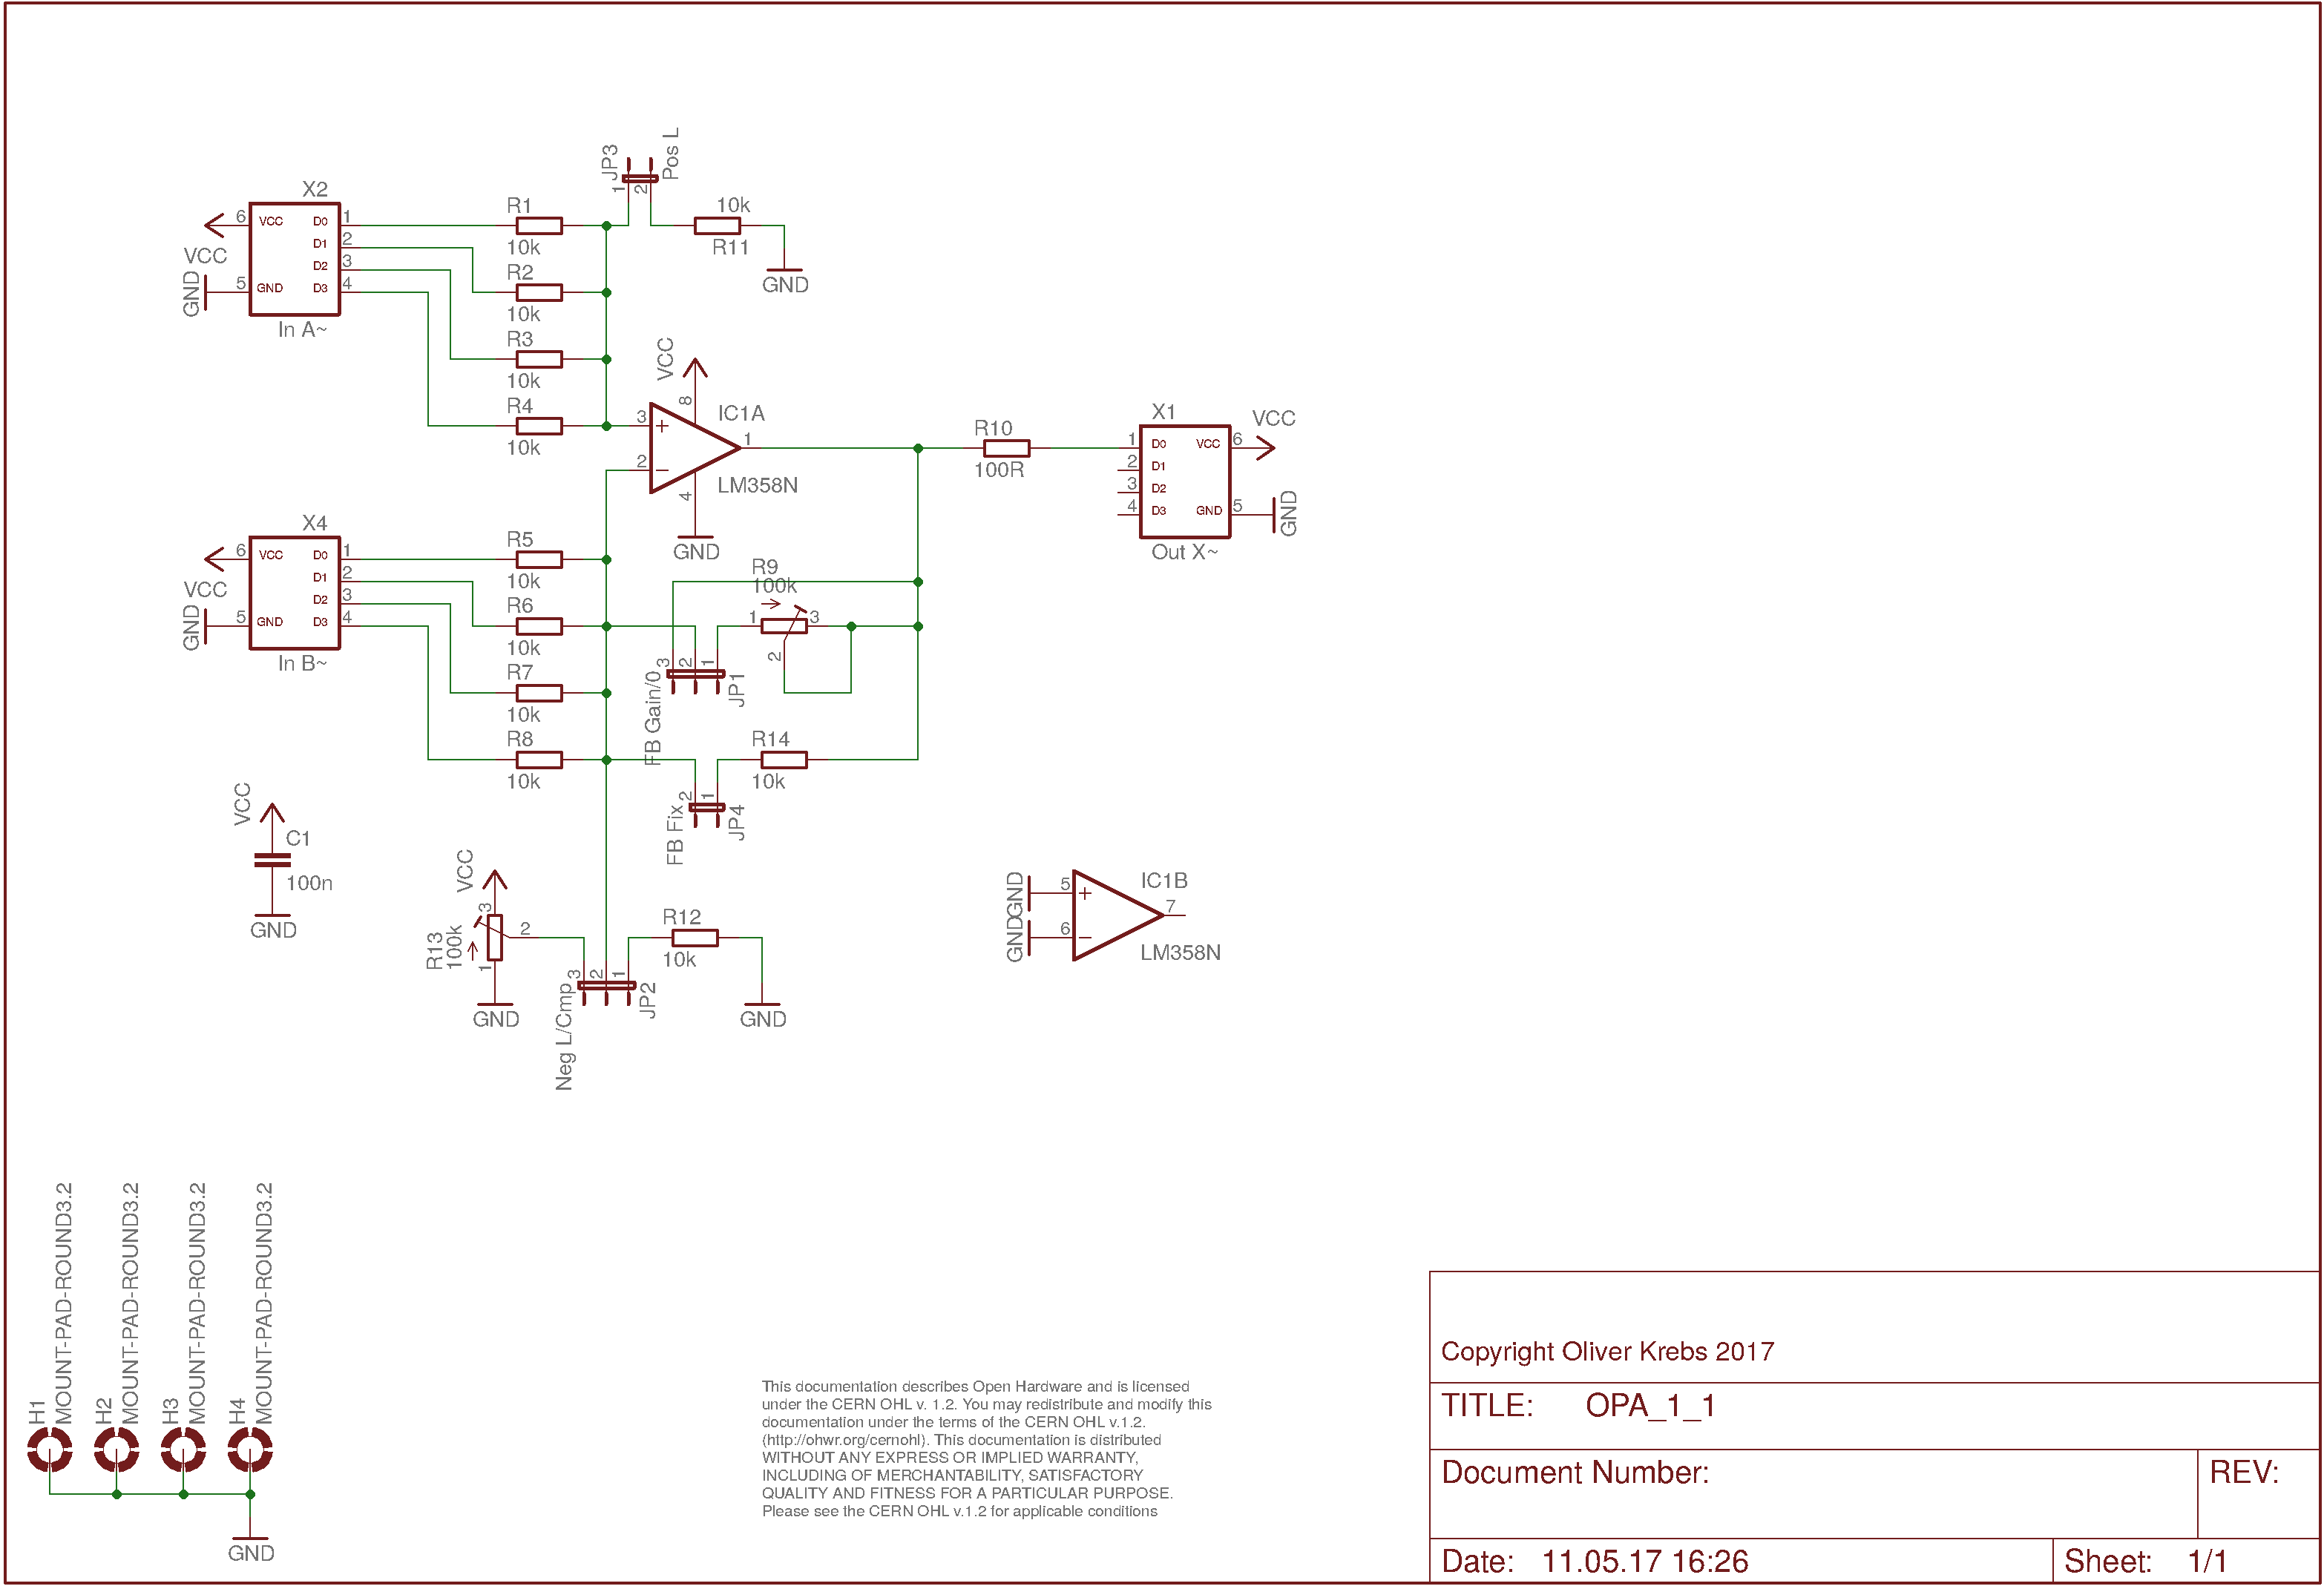 JP3
Pos L
1
2
X2
6
VCC
D0
1
D1
2
D2
3
5
GND
D3
4
VCC
GND
In A~
R1
10k
R2
10k
R3
10k
R4
10k
10k
R11
GND
VCC
8
IC1A
3
+
1
2
−
4
LM358N
GND
R10
100R
X1
1
D0
VCC
6
2
D1
3
D2
4
D3
GND
5
VCC
GND
Out X~
X4
6
VCC
D0
1
D1
2
D2
3
5
GND
D3
4
VCC
GND
In B~
R5
10k
R6
10k
R7
10k
R8
10k
R9
100k
1
3
2
3
2
1
FB Gain/0
JP1
R14
10k
2
1
FB Fix
JP4
VCC
C1
100n
GND
VCC
3
R13
100k
2
1
GND
3
2
1
Neg L/Cmp
JP2
R12
10k
GND
GND
5
+
IC1B
7
GND
6
−
LM358N
H1
MOUNT-PAD-ROUND3.2
H2
MOUNT-PAD-ROUND3.2
H3
MOUNT-PAD-ROUND3.2
H4
MOUNT-PAD-ROUND3.2
GND
This documentation describes Open Hardware and is licensed
under the CERN OHL v. 1.2. You may redistribute and modify this
documentation under the terms of the CERN OHL v.1.2.
(http://ohwr.org/cernohl). This documentation is distributed
WITHOUT ANY EXPRESS OR IMPLIED WARRANTY,
INCLUDING OF MERCHANTABILITY, SATISFACTORY
QUALITY AND FITNESS FOR A PARTICULAR PURPOSE.
Please see the CERN OHL v.1.2 for applicable conditions
Copyright Oliver Krebs 2017
TITLE: OPA_1_1
Document Number:
REV:
Date: 11.05.17 16:26
Sheet: 1/1